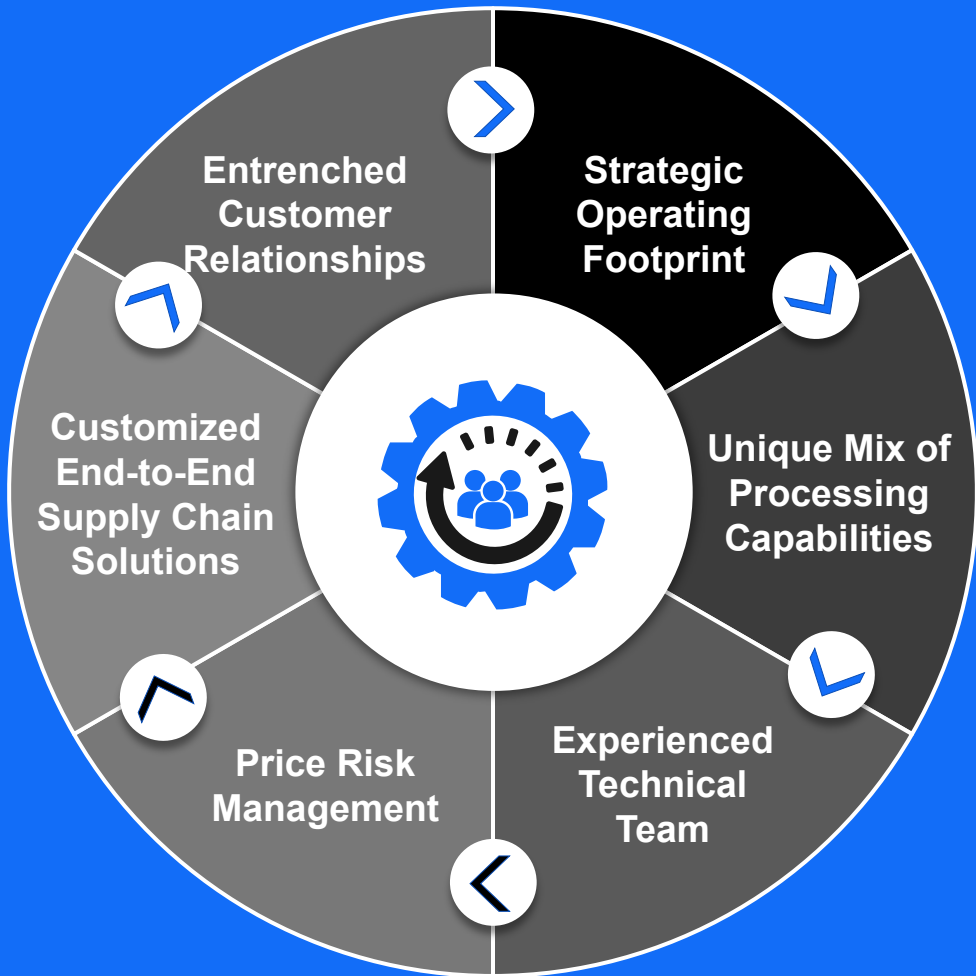 Entrenched
Customer
Relationships
Strategic
Operating
Footprint
Unique Mix of
Processing
Capabilities
Experienced
Technical
Team
Price Risk
Management
Customized
End-to-End
Supply Chain
Solutions